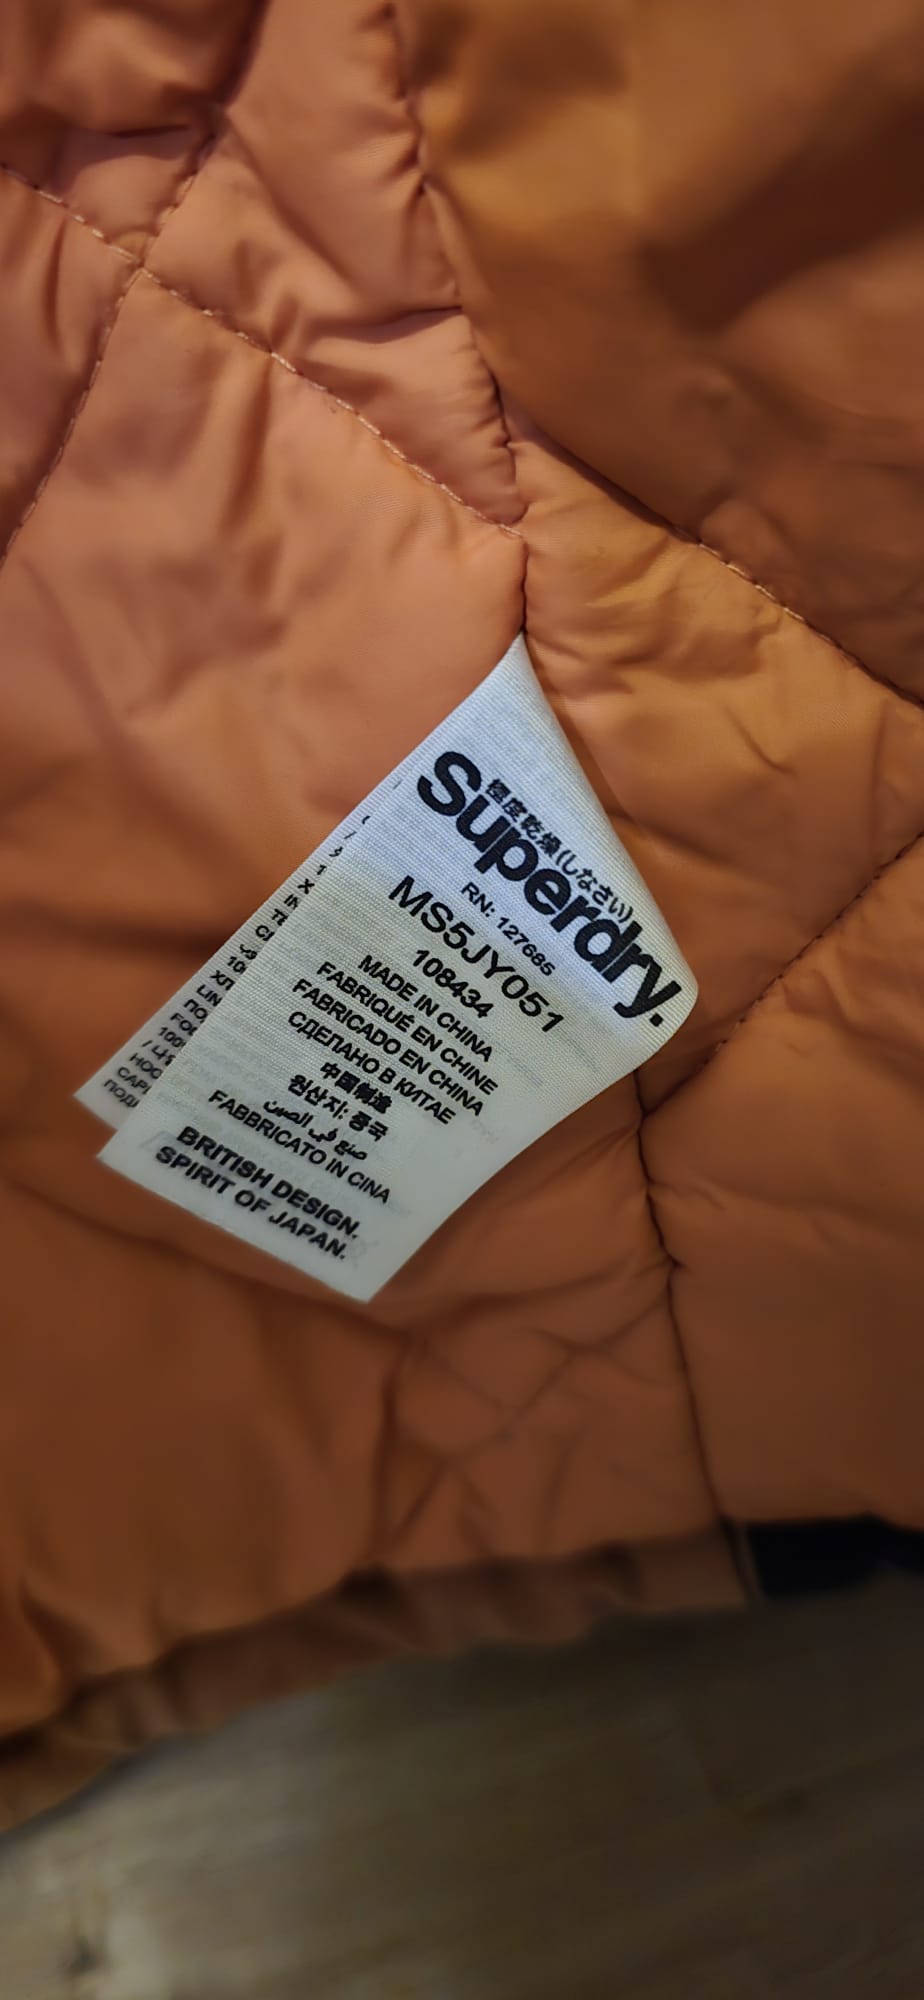 極度乾燥(しなさい)
Superdry.
RN: 127685
MS5JY051
108434
MADE IN CHINA
FABRIQUÉ EN CHINE
FABRICADO EN CHINA
СДЕЛАНО В КИТАЕ
中國制造
원산지: 중국
صنع في الصين
FABBRICATO IN CINA
BRITISH DESIGN.
SPIRIT OF JAPAN.